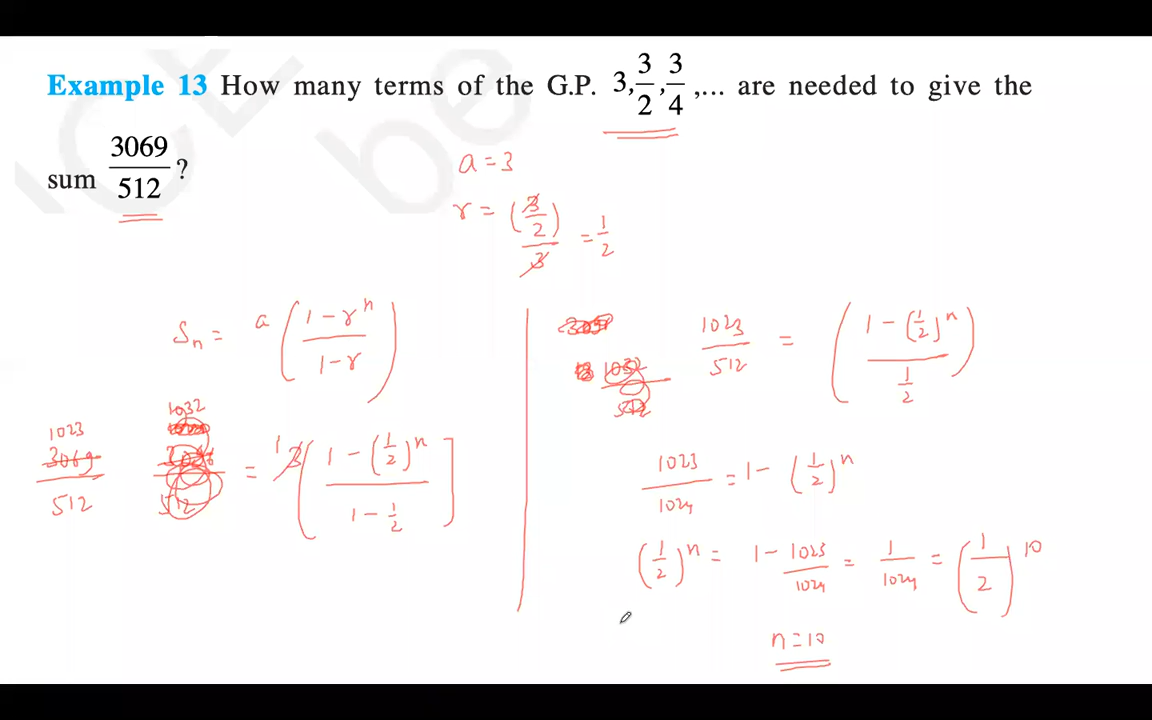 Example 13 How many terms of the G.P. 3, 3/2, 3/4 ,... are needed to give the
sum 3069/512 ?
a = 3
r = (3/2)/3 = 1/2
Sn = a ( (1 - r^n) / (1 - r) )
1032
1023
3069/512 = 1 3 ( (1 - (1/2)^n) / (1 - 1/2) ]
1023/512 = ( (1 - (1/2)^n) / (1/2) )
1023/1024 = 1 - (1/2)^n
(1/2)^n = 1 - 1023/1024 = 1/1024 = (1/2)^10
n = 10